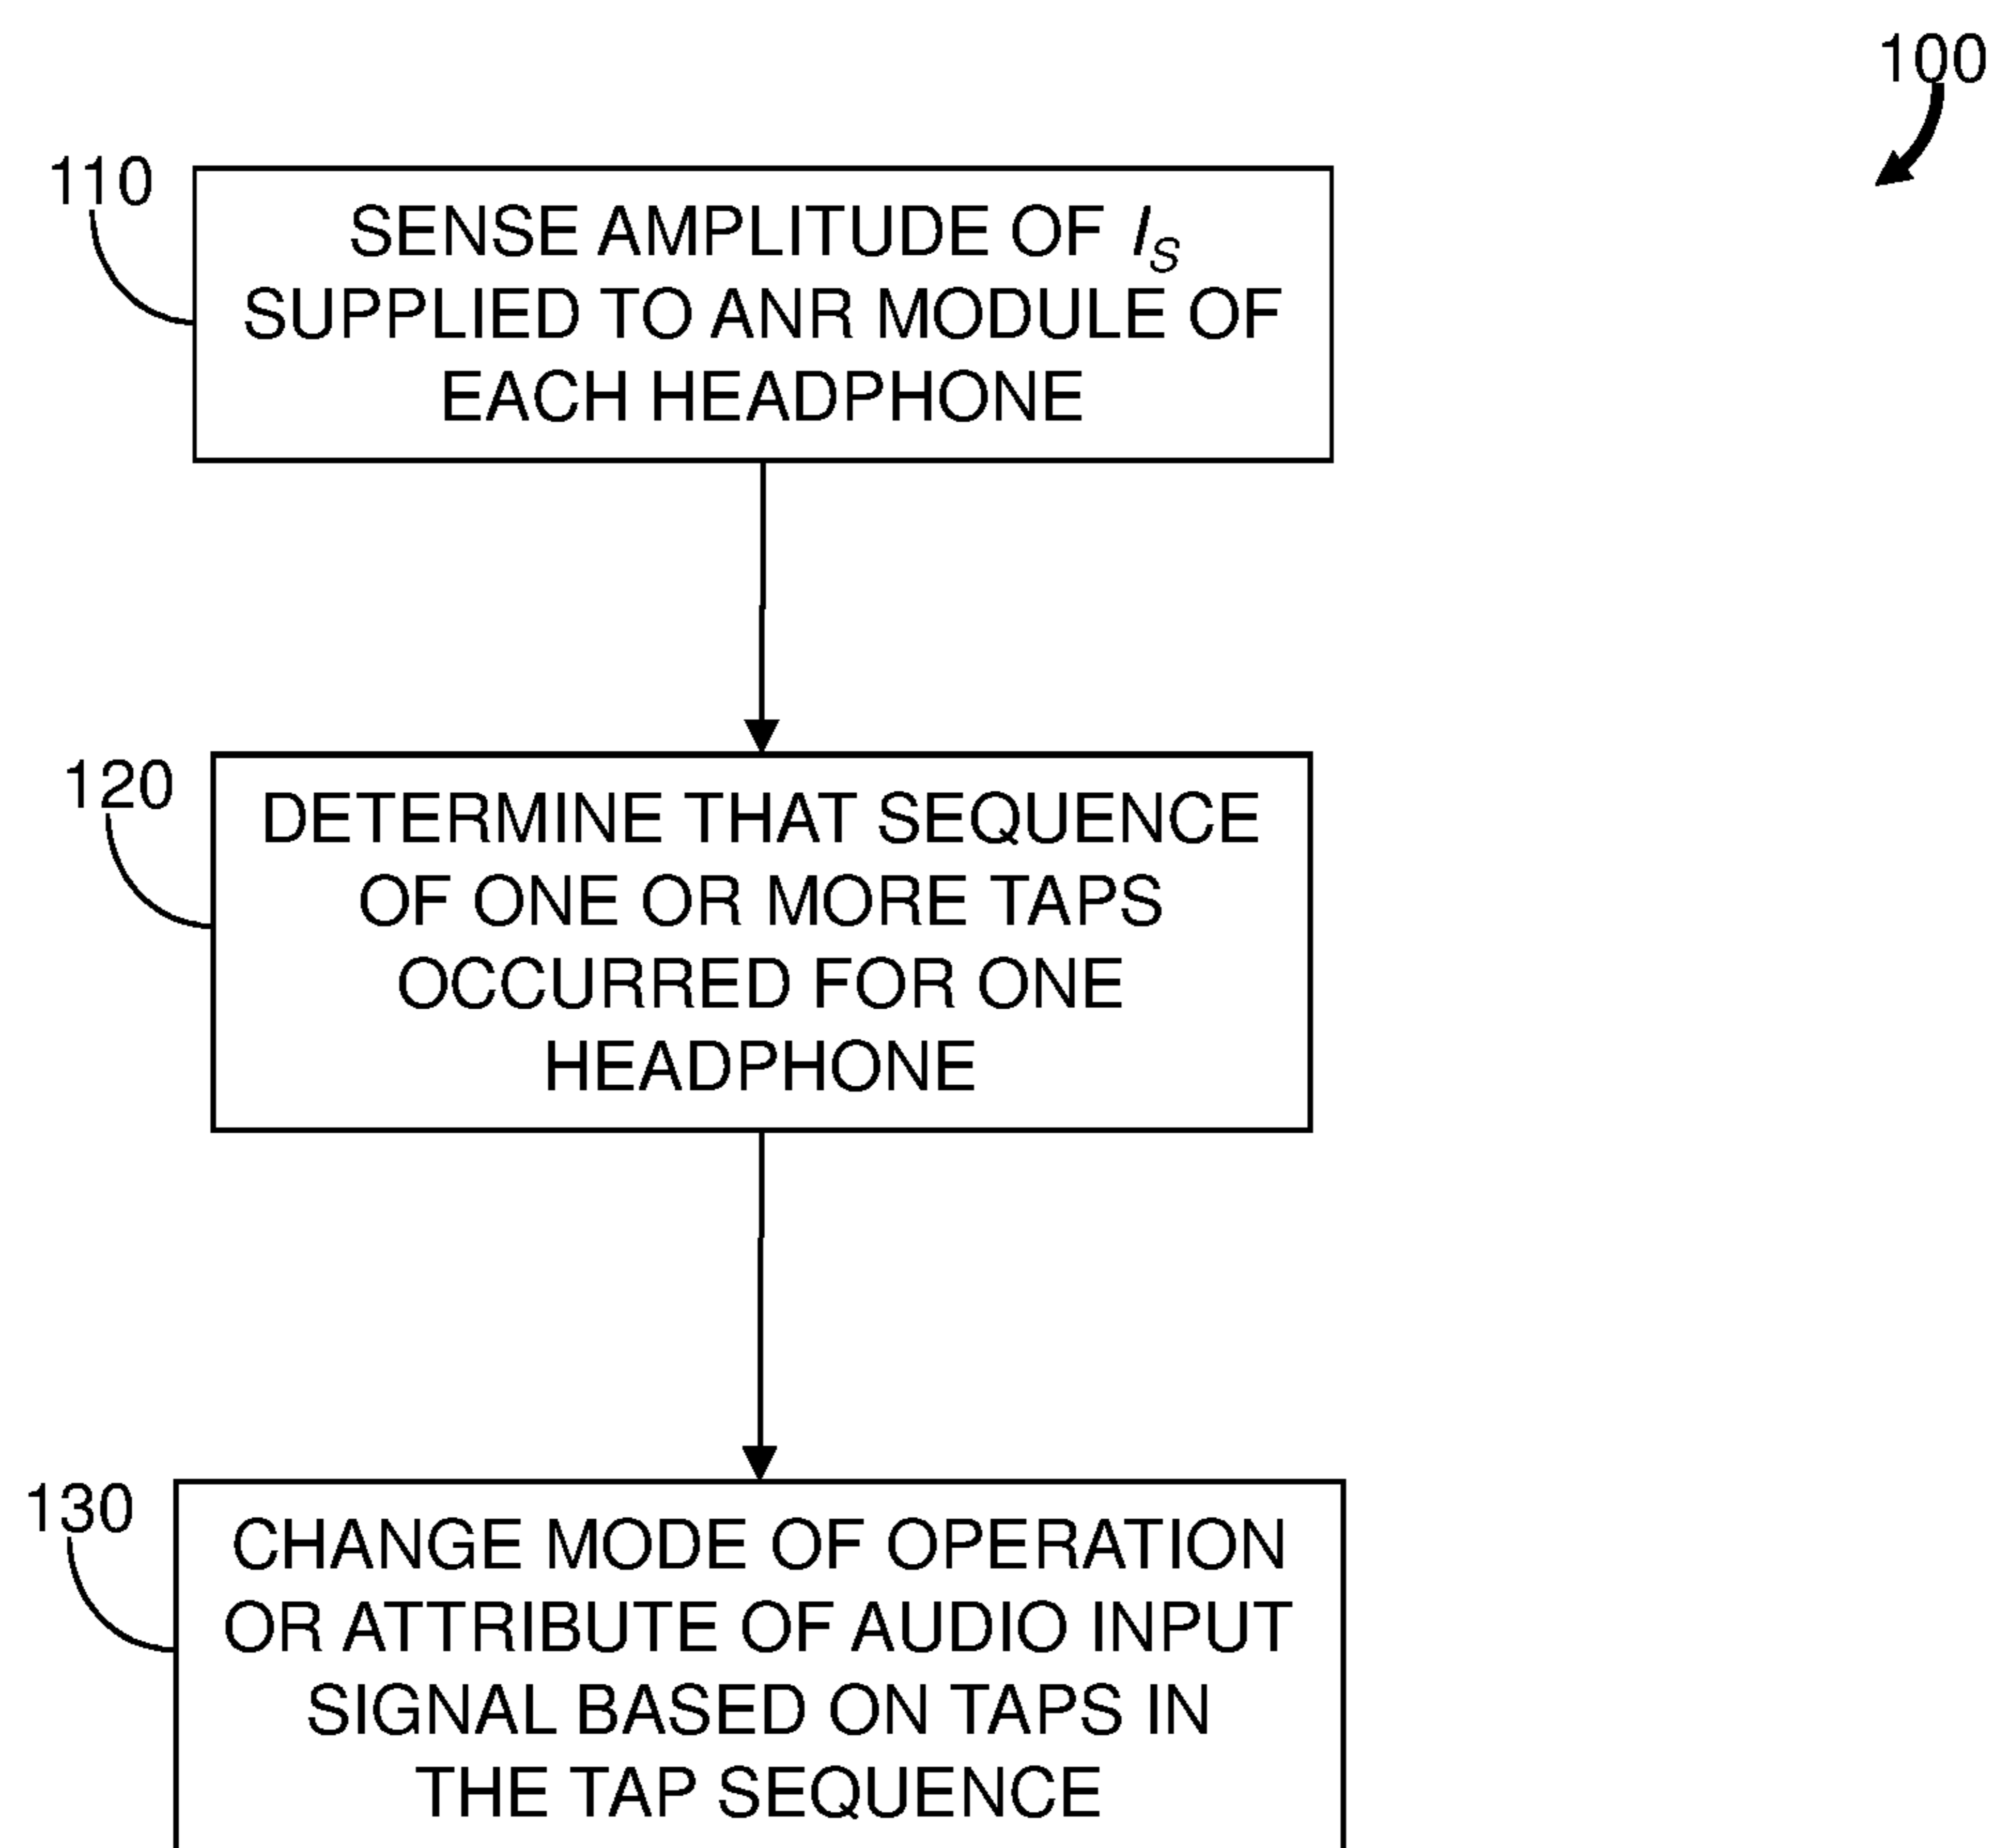 100
110
SENSE AMPLITUDE OF I_S
SUPPLIED TO ANR MODULE OF
EACH HEADPHONE
120
DETERMINE THAT SEQUENCE
OF ONE OR MORE TAPS
OCCURRED FOR ONE
HEADPHONE
130
CHANGE MODE OF OPERATION
OR ATTRIBUTE OF AUDIO INPUT
SIGNAL BASED ON TAPS IN
THE TAP SEQUENCE